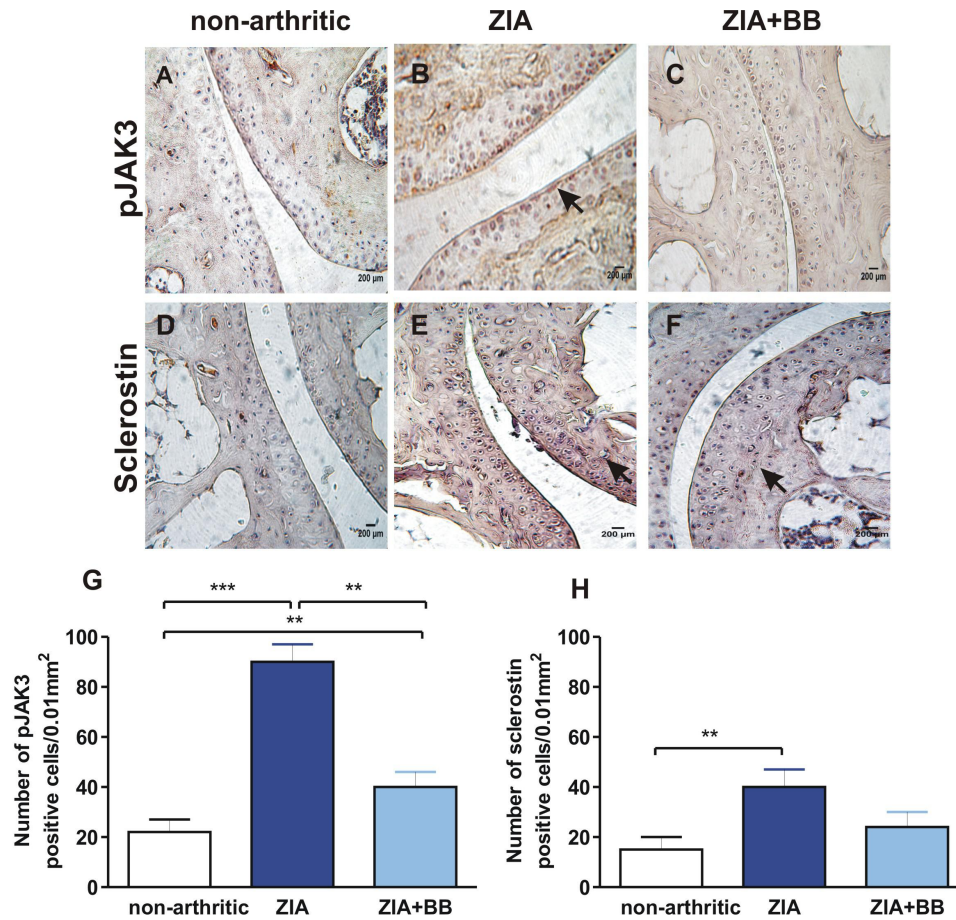 non-arthritic ZIA ZIA+BB
pJAK3
A B C
200 µm 200 µm 200 µm
Sclerostin
D E F
200 µm 200 µm 200 µm
G
*** **
**
Number of pJAK3
positive cells/0.01mm²
100
80
60
40
20
0
non-arthritic ZIA ZIA+BB
H
**
Number of sclerostin
positive cells/0.01mm²
100
80
60
40
20
0
non-arthritic ZIA ZIA+BB